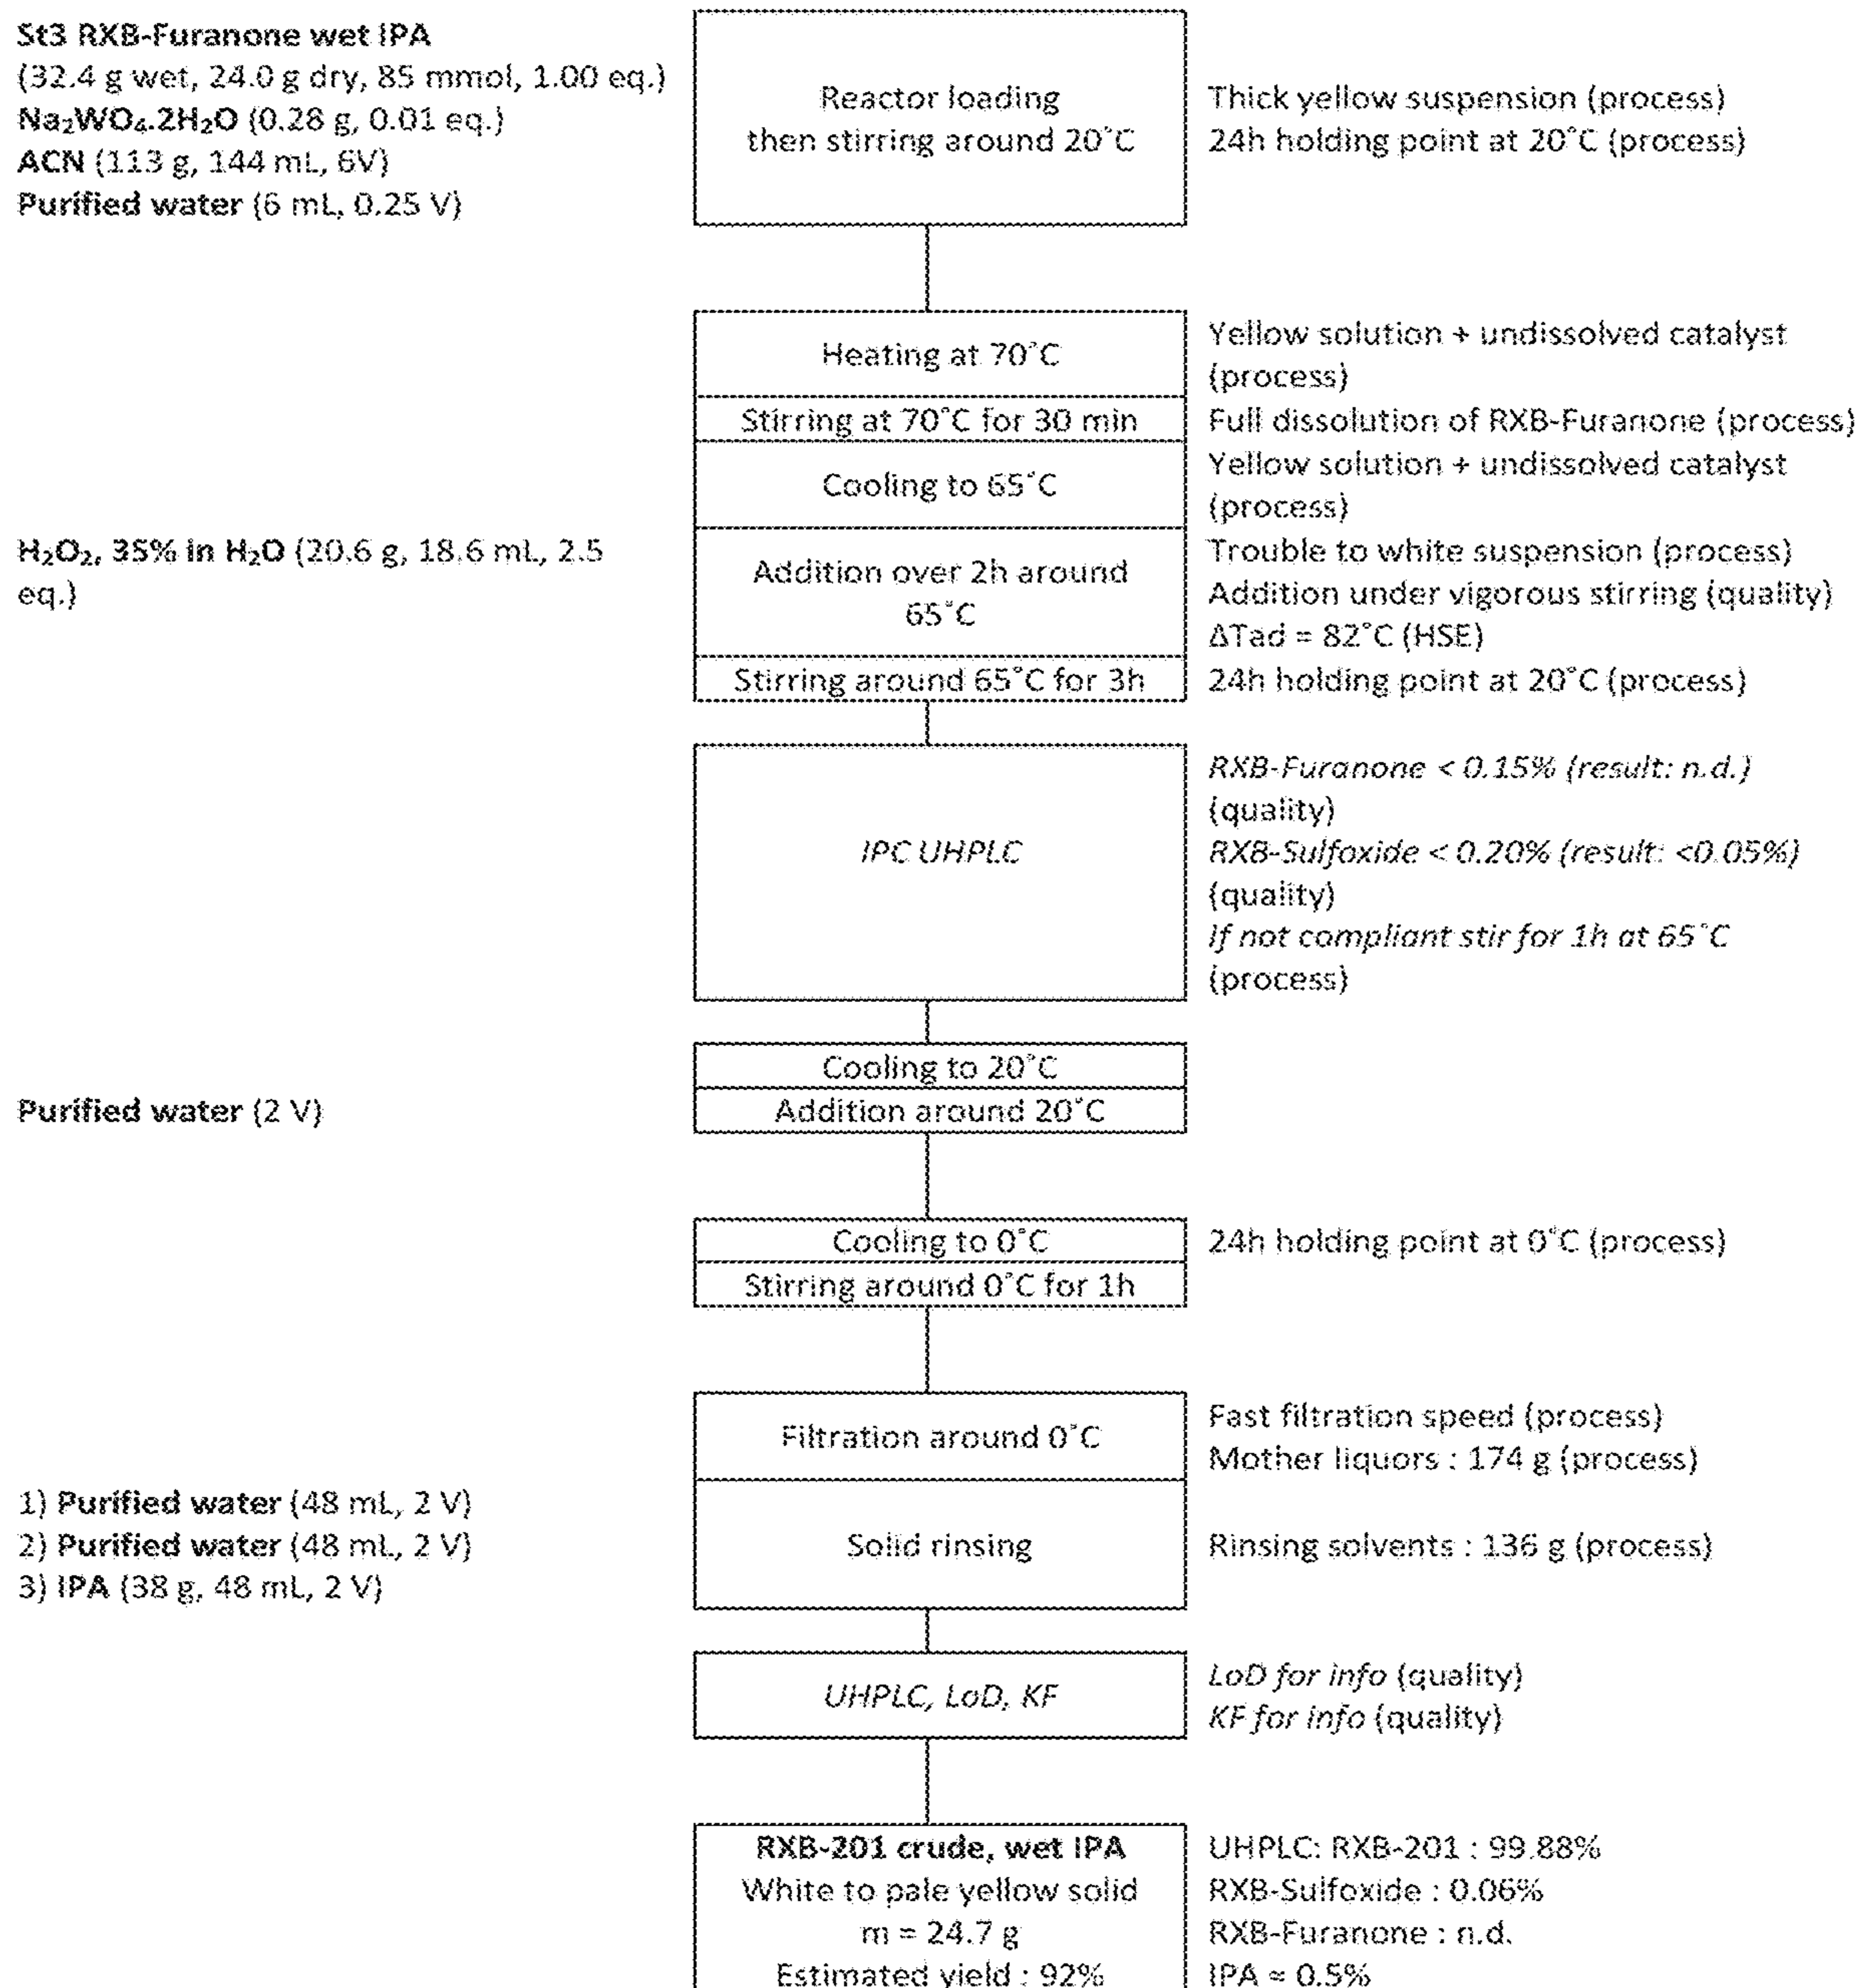 St3 RXB-Furanone wet IPA
(32.4 g wet, 24.0 g dry, 85 mmol, 1.00 eq.)
Na₂WO₄.2H₂O (0.28 g, 0.01 eq.)
ACN (113 g, 144 mL, 6V)
Purified water (6 mL, 0.25 V)
Reactor loading
then stirring around 20°C
Thick yellow suspension (process)
24h holding point at 20°C (process)
Heating at 70°C
Yellow solution + undissolved catalyst
(process)
Stirring at 70°C for 30 min
Full dissolution of RXB-Furanone (process)
Cooling to 65°C
Yellow solution + undissolved catalyst
(process)
H₂O₂, 35% in H₂O (20.6 g, 18.6 mL, 2.5
eq.)
Addition over 2h around
65°C
Trouble to white suspension (process)
Addition under vigorous stirring (quality)
ΔTad = 82°C (HSE)
Stirring around 65°C for 3h
24h holding point at 20°C (process)
IPC UHPLC
RXB-Furanone < 0.15% (result: n.d.)
(quality)
RXB-Sulfoxide < 0.20% (result: <0.05%)
(quality)
If not compliant stir for 1h at 65°C
(process)
Cooling to 20°C
Purified water (2 V)
Addition around 20°C
Cooling to 0°C
24h holding point at 0°C (process)
Stirring around 0°C for 1h
Filtration around 0°C
Fast filtration speed (process)
Mother liquors : 174 g (process)
1) Purified water (48 mL, 2 V)
2) Purified water (48 mL, 2 V)
3) IPA (38 g, 48 mL, 2 V)
Solid rinsing
Rinsing solvents : 136 g (process)
UHPLC, LoD, KF
LoD for info (quality)
KF for info (quality)
RXB-201 crude, wet IPA
White to pale yellow solid
m = 24.7 g
Estimated yield : 92%
UHPLC: RXB-201 : 99.88%
RXB-Sulfoxide : 0.06%
RXB-Furanone : n.d.
IPA ≈ 0.5%